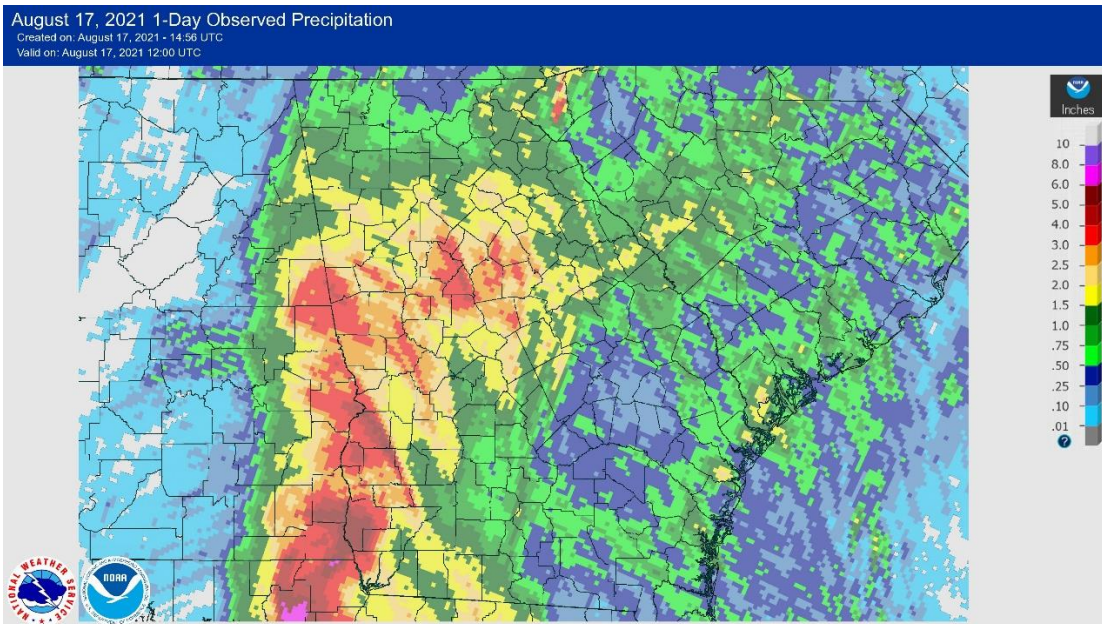 August 17, 2021 1-Day Observed Precipitation
Created on: August 17, 2021 - 14:56 UTC
Valid on: August 17, 2021 12:00 UTC
NOAA
Inches
10
8.0
6.0
5.0
4.0
3.0
2.5
2.0
1.5
1.0
.75
.50
.25
.10
.01
?
NATIONAL WEATHER SERVICE
NOAA